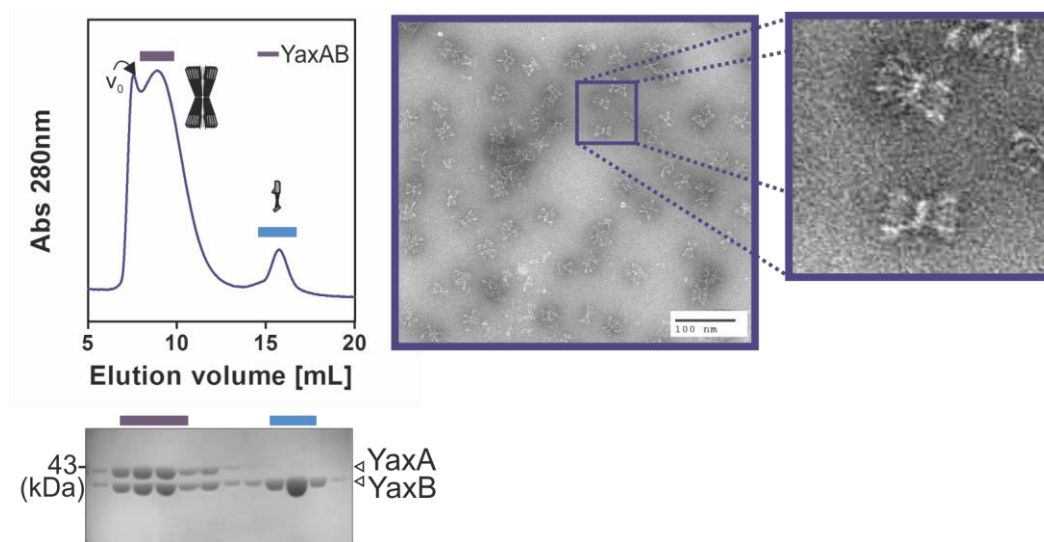 YaxAB
V0
Abs 280nm
5 10 15 20
Elution volume [mL]
100 nm
43-
(kDa)
YaxA
YaxB